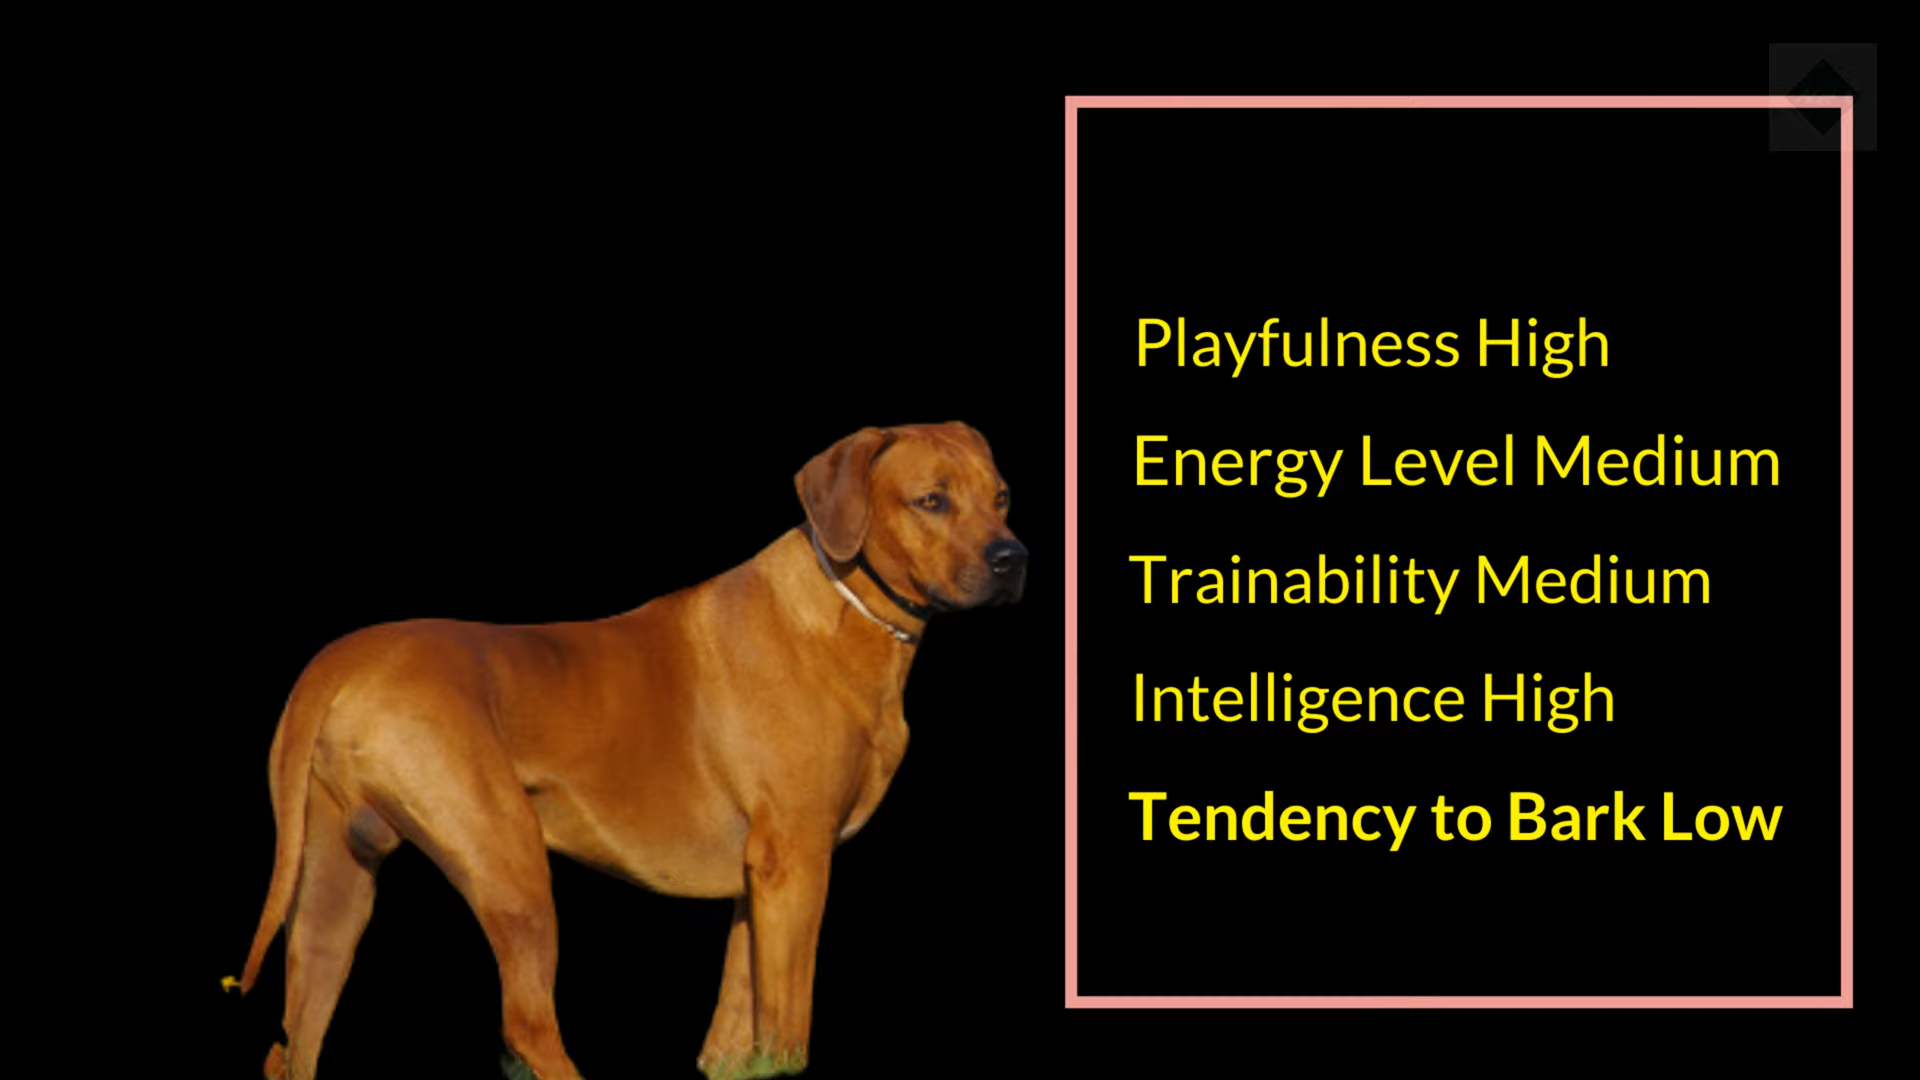 Playfulness High
Energy Level Medium
Trainability Medium
Intelligence High
Tendency to Bark Low